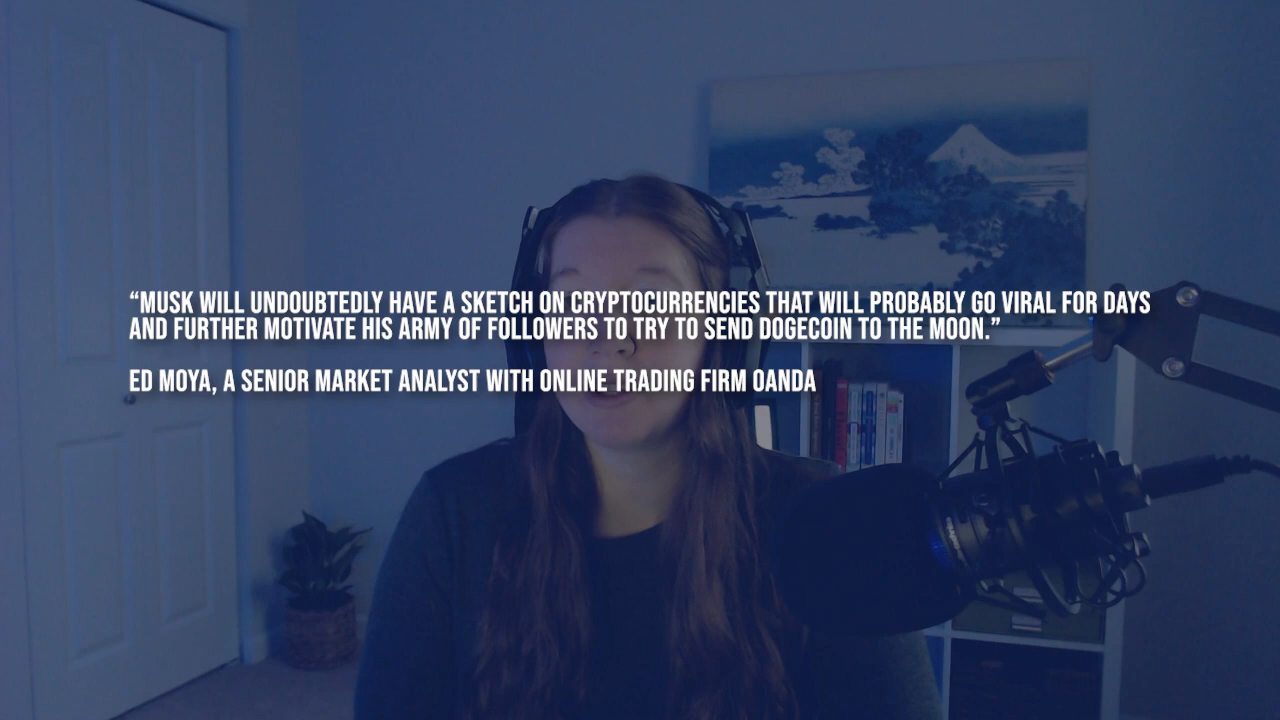 “MUSK WILL UNDOUBTEDLY HAVE A SKETCH ON CRYPTOCURRENCIES THAT WILL PROBABLY GO VIRAL FOR DAYS
AND FURTHER MOTIVATE HIS ARMY OF FOLLOWERS TO TRY TO SEND DOGECOIN TO THE MOON.”
ED MOYA, A SENIOR MARKET ANALYST WITH ONLINE TRADING FIRM OANDA